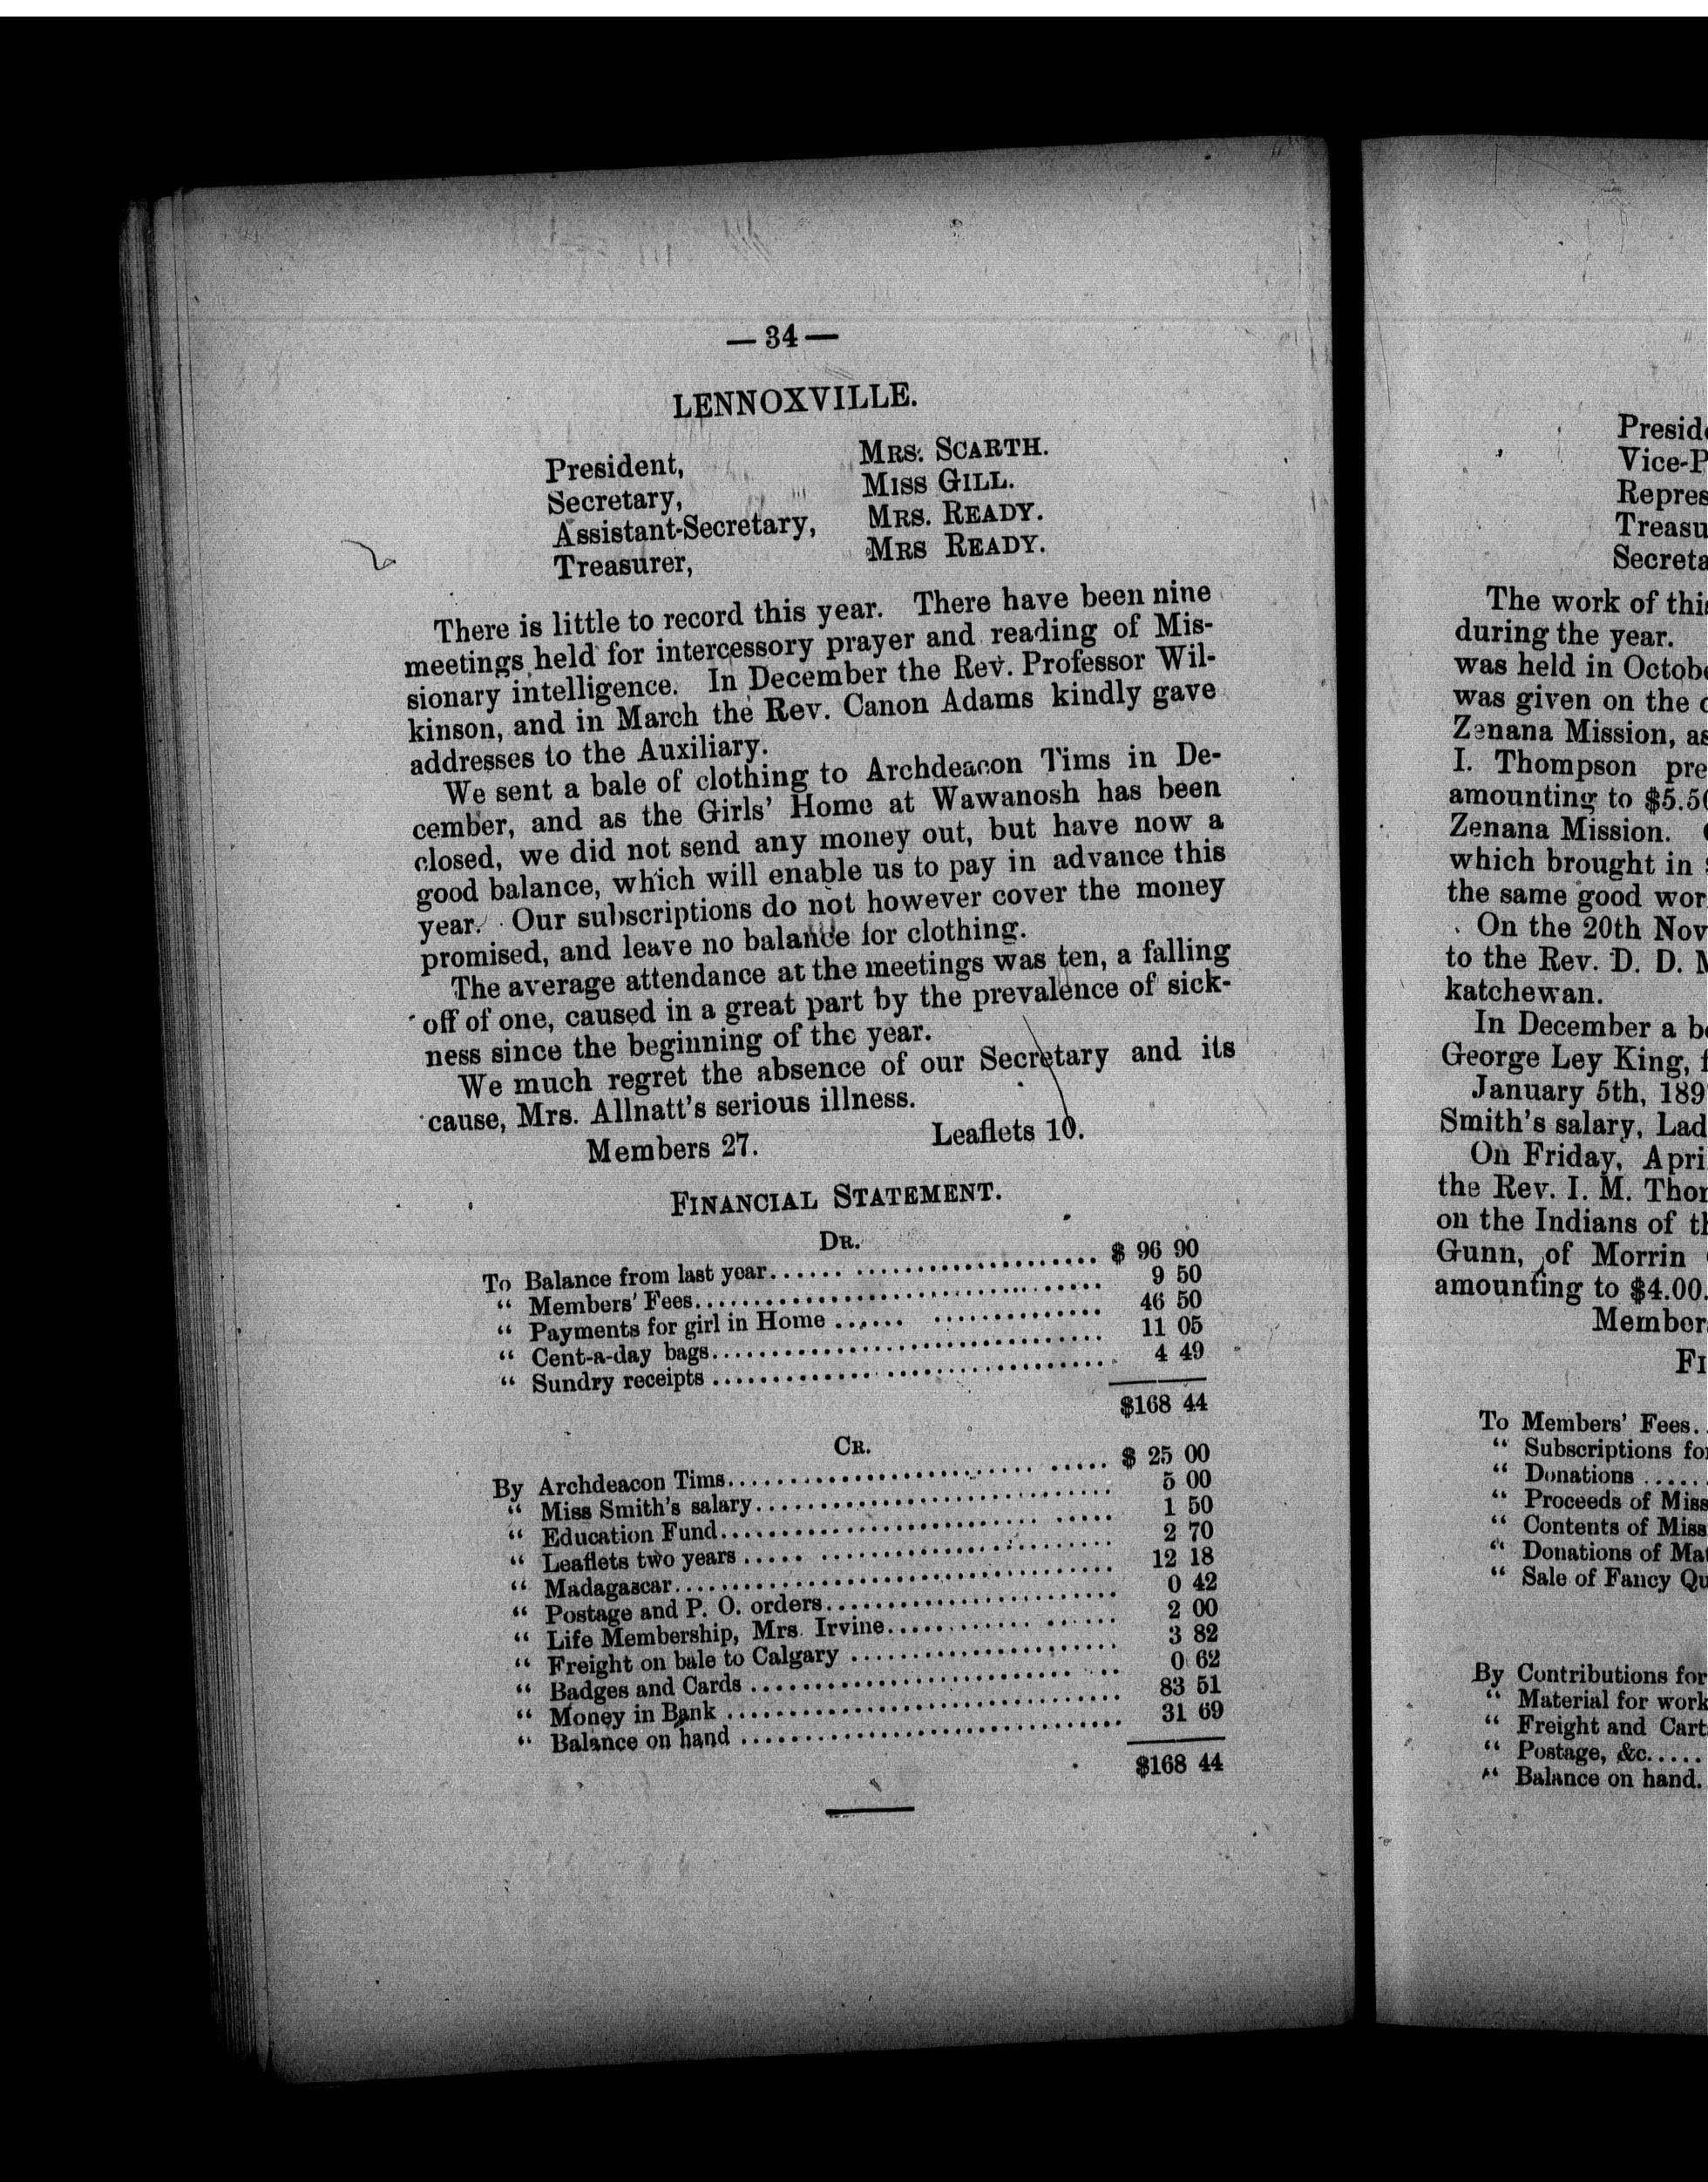 — 34 —
LENNOXVILLE.
President, MRS. SCARTH.
Secretary, MISS GILL.
Assistant-Secretary, MRS. READY.
Treasurer, MRS READY.
There is little to record this year. There have been nine
meetings held for intercessory prayer and reading of Mis-
sionary intelligence. In December the Rev. Professor Wil-
kinson, and in March the Rev. Canon Adams kindly gave
addresses to the Auxiliary.
We sent a bale of clothing to Archdeacon Tims in De-
cember, and as the Girls' Home at Wawanosh has been
closed, we did not send any money out, but have now a
good balance, which will enable us to pay in advance this
year. Our subscriptions do not however cover the money
promised, and leave no balance for clothing.
The average attendance at the meetings was ten, a falling
off of one, caused in a great part by the prevalence of sick-
ness since the beginning of the year.
We much regret the absence of our Secretary and its
cause, Mrs. Allnatt's serious illness.
Members 27. Leaflets 10.
FINANCIAL STATEMENT.
DR.
To Balance from last year........................... $ 96 90
“ Members' Fees........................... 9 50
“ Payments for girl in Home ........................... 46 50
“ Cent-a-day bags........................... 11 05
“ Sundry receipts ........................... 4 49
$168 44
CR.
By Archdeacon Tims........................... $ 25 00
“ Miss Smith's salary........................... 5 00
“ Education Fund........................... 1 50
“ Leaflets two years ........................... 2 70
“ Madagascar........................... 12 18
“ Postage and P. O. orders........................... 0 42
“ Life Membership, Mrs. Irvine........................... 2 00
“ Freight on bale to Calgary ........................... 3 82
“ Badges and Cards ........................... 0 62
“ Money in Bank ........................... 83 51
“ Balance on hand ........................... 31 69
$168 44
Presid
Vice-P
Repres
Treasu
Secreta
The work of thi
during the year.
was held in Octob
was given on the
Zenana Mission, as
I. Thompson pre
amounting to $5.5
Zenana Mission.
which brought in
the same good wor
On the 20th Nov
to the Rev. D. D. M
katchewan.
In December a b
George Ley King,
January 5th, 189
Smith's salary, Lad
On Friday, Apri
the Rev. I. M. Thor
on the Indians of t
Gunn, of Morrin
amounting to $4.00.
Member
FI
To Members' Fees.
“ Subscriptions fo
“ Donations .....
“ Proceeds of Miss
“ Contents of Miss
“ Donations of Ma
“ Sale of Fancy Qu
By Contributions for
“ Material for work
“ Freight and Cart
“ Postage, &c.....
“ Balance on hand.